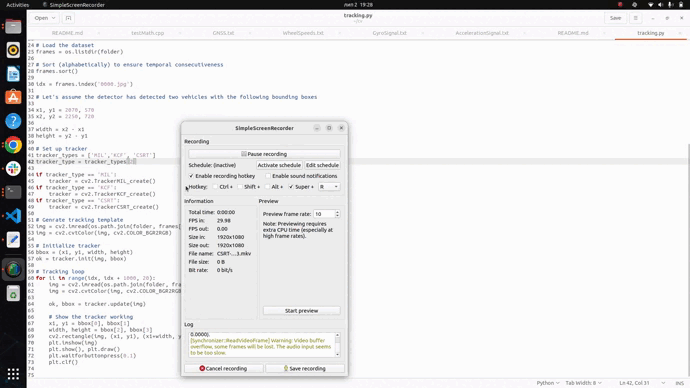 Activities
SimpleScreenRecorder
лип 2 19:28
Open
tracking.py
Save
README.md
testMath.cpp
GNSS.txt
WheelSpeeds.txt
GyroSignal.txt
AccelerationSignal.txt
README.md
tracking.py
24 # Load the dataset
25 frames = os.listdir(folder)
26
27 # Sort (alphabetically) to ensure temporal consecutiveness
28 frames.sort()
29
30 idx = frames.index('0000.jpg')
31
32 # Let's assume the detector has detected two vehicles with the following bounding boxes
33
34 x1, y1 = 2070, 570
35 x2, y2 = 2250, 720
36
37 width = x2 - x1
38 height = y2 - y1
39
40 # Set up tracker
41 tracker_types = ['MIL','KCF', 'CSRT']
42 tracker_type = tracker_types
43
44 if tracker_type == 'MIL':
45 tracker = cv2.TrackerMIL_create()
46 if tracker_type == 'KCF':
47 tracker = cv2.TrackerKCF_create()
48 if tracker_type == 'CSRT':
49 tracker = cv2.TrackerCSRT_create()
50
51 # Genrate tracking template
52 img = cv2.imread(os.path.join(folder, fram
53 img = cv2.cvtColor(img, cv2.COLOR_BGR2RGB)
54
55 # Initialize tracker
56 bbox = (x1, y1, width, height)
57 ok = tracker.init(img, bbox)
58
59 # Tracking loop
60 for ii in range(idx, idx + 1000, 20):
61 img = cv2.imread(os.path.join(folder, f
62 img = cv2.cvtColor(img, cv2.COLOR_BGR2R
63
64 ok, bbox = tracker.update(img)
65
66 # Show the tracker working
67 x1, y1 = bbox[0], bbox[1]
68 width, height = bbox[2], bbox[3]
69 cv2.rectangle(img, (x1, y1), (x1+width, y
70 plt.imshow(img)
71 plt.show(), plt.draw()
72 plt.waitforbuttonpress(0.1)
73 plt.clf()
74
75
SimpleScreenRecorder
Recording
Pause recording
Schedule: (inactive)
Activate schedule
Edit schedule
Enable recording hotkey
Enable sound notifications
Hotkey:
Ctrl +
Shift +
Alt +
Super +
R
Information
Total time: 0:00:00
FPS in: 29.98
FPS out: 0.00
Size in: 1920x1080
Size out: 1920x1080
File name: CSRT-...3.mkv
File size: 0 B
Bit rate: 0 bit/s
Preview
Preview frame rate: 10
Note: Previewing requires
extra CPU time (especially at
high frame rates).
Start preview
Log
0.0000).
[Synchronizer::ReadVideoFrame] Warning: Video buffer
overflow, some frames will be lost. The audio input seems
to be too slow.
Cancel recording
Save recording
Python
Tab Width: 8
Ln 42, Col 31
INS